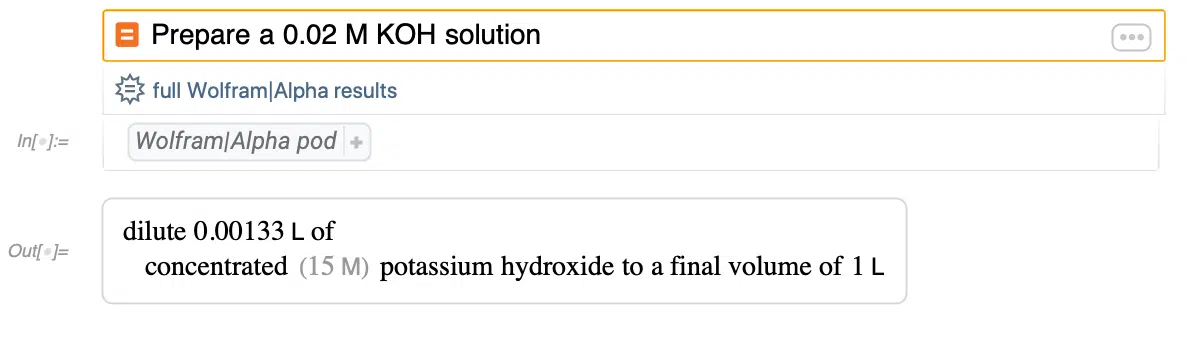 Prepare a 0.02 M KOH solution
full Wolfram|Alpha results
In[◦]:=
Wolfram|Alpha pod +
Out[◦]=
dilute 0.00133 L of
concentrated (15 M) potassium hydroxide to a final volume of 1 L